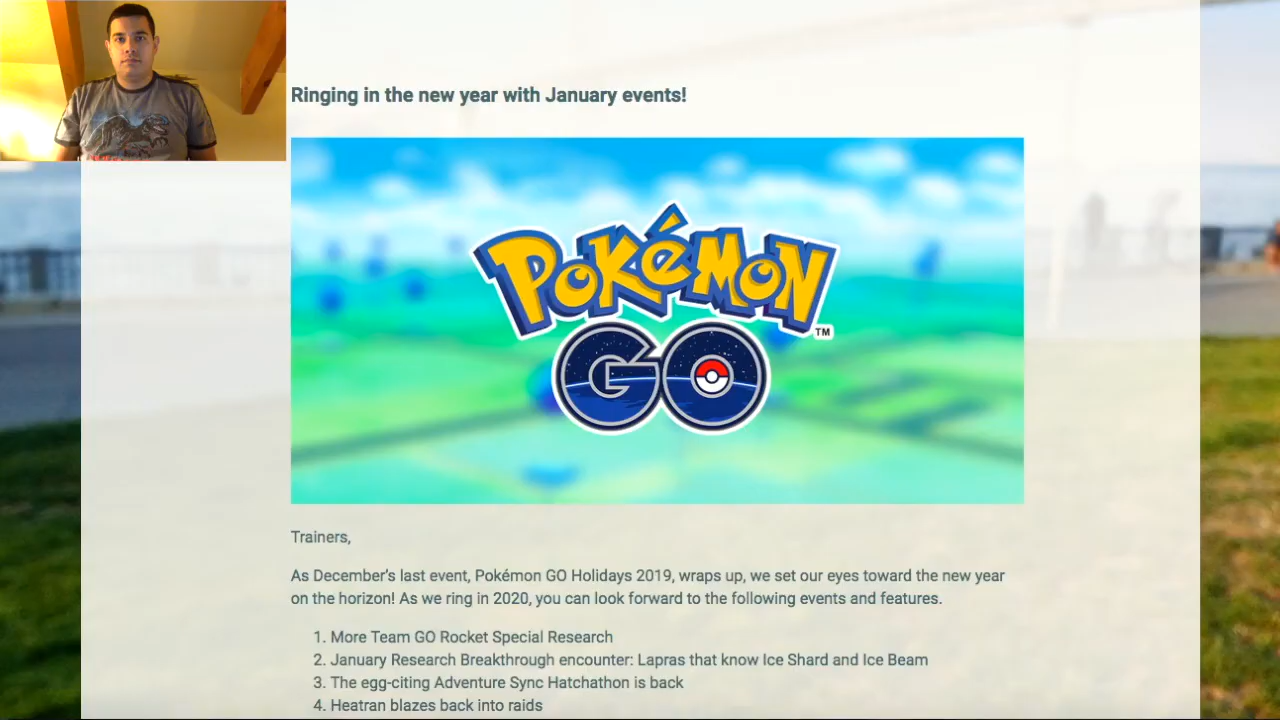 Ringing in the new year with January events!
POKéMON
TM
GO
Trainers,
As December's last event, Pokémon GO Holidays 2019, wraps up, we set our eyes toward the new year
on the horizon! As we ring in 2020, you can look forward to the following events and features.
1. More Team GO Rocket Special Research
2. January Research Breakthrough encounter: Lapras that know Ice Shard and Ice Beam
3. The egg-citing Adventure Sync Hatchathon is back
4. Heatran blazes back into raids